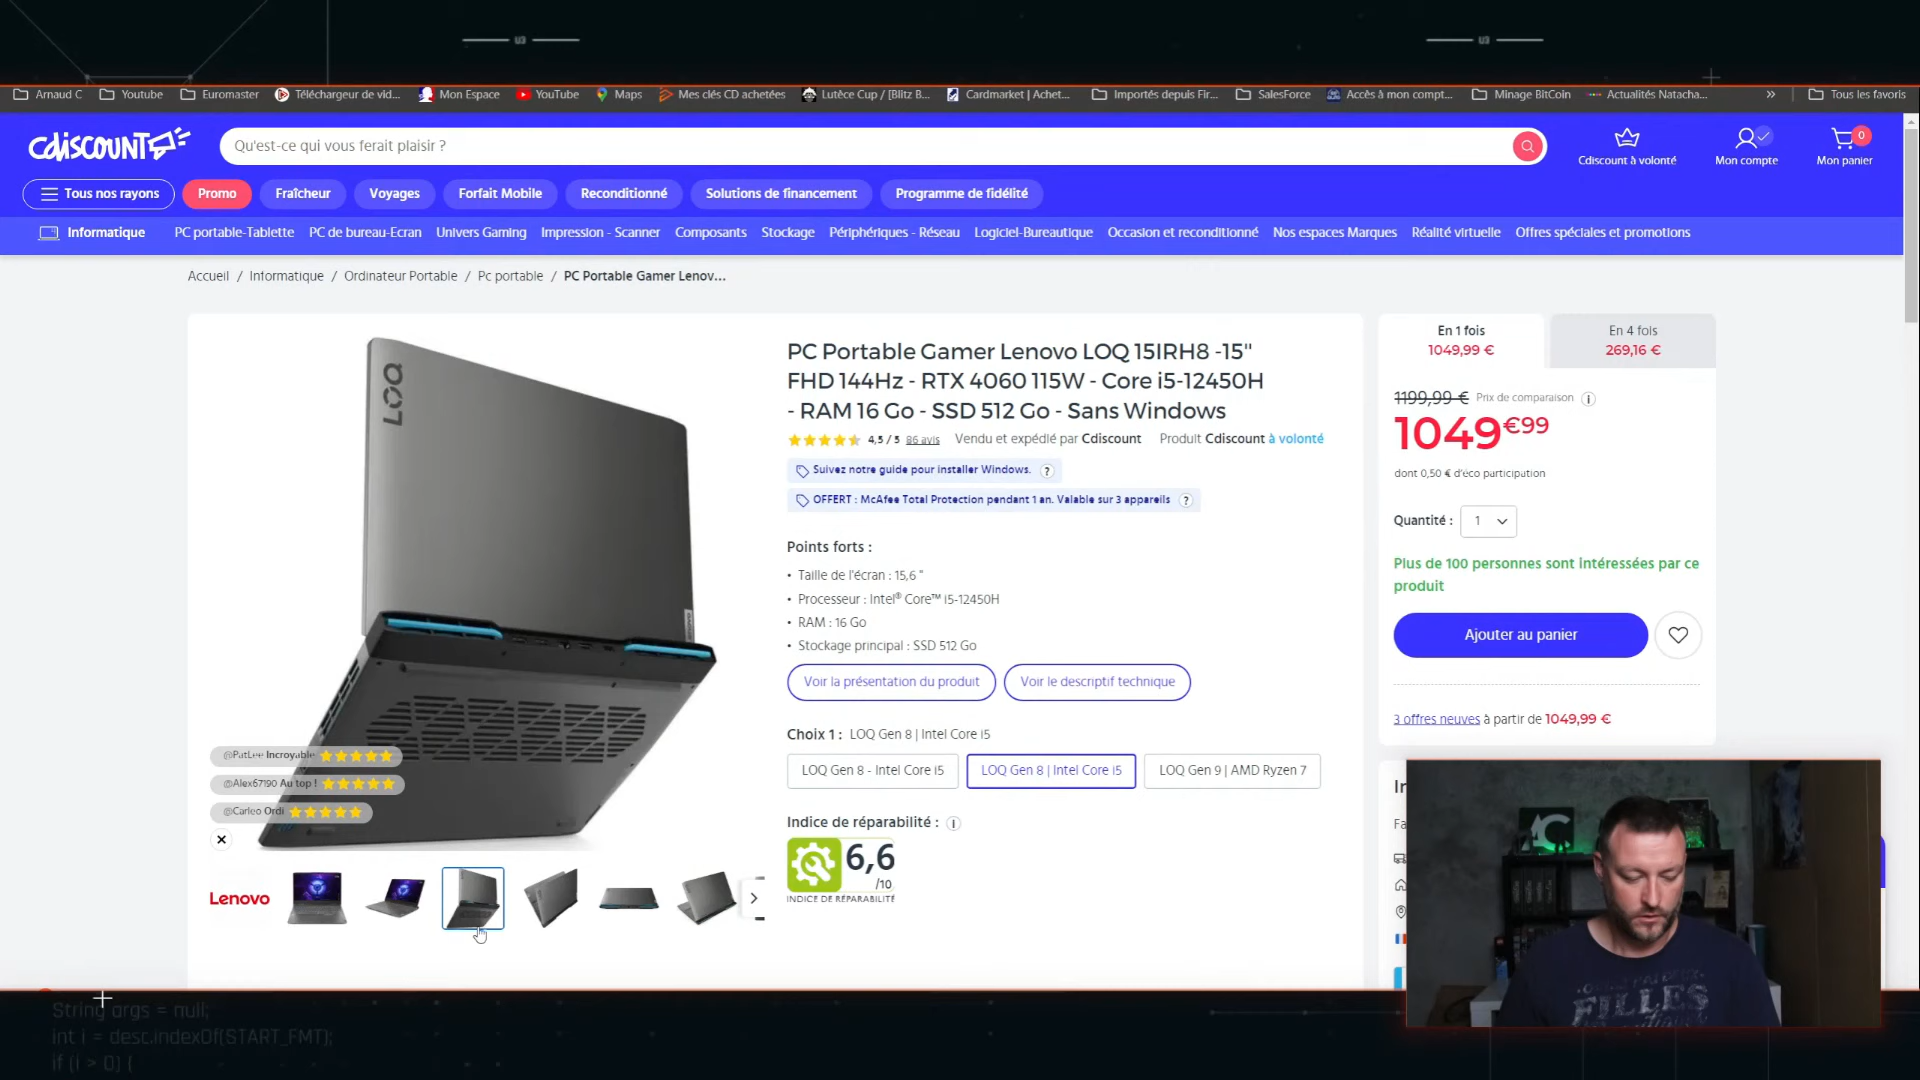 U3
U3
Arnaud C
Youtube
Euromaster
Téléchargeur de vid...
Mon Espace
YouTube
Maps
Mes clés CD achetées
Lutèce Cup / [Blitz B...
Cardmarket | Achet...
Importés depuis Fir...
SalesForce
Accès à mon compt...
Minage BitCoin
Actualités Natacha...
»
Tous les favoris
Cdiscount
Qu'est-ce qui vous ferait plaisir ?
Cdiscount à volonté
Mon compte
0
Mon panier
Tous nos rayons
Promo
Fraîcheur
Voyages
Forfait Mobile
Reconditionné
Solutions de financement
Programme de fidélité
Informatique
PC portable-Tablette
PC de bureau-Ecran
Univers Gaming
Impression - Scanner
Composants
Stockage
Périphériques - Réseau
Logiciel-Bureautique
Occasion et reconditionné
Nos espaces Marques
Réalité virtuelle
Offres spéciales et promotions
Accueil / Informatique / Ordinateur Portable / Pc portable / PC Portable Gamer Lenov...
LOQ
@PatLee Incroyable
@Alex67190 Au top !
@Carleo Ordi
Lenovo
PC Portable Gamer Lenovo LOQ 15IRH8 -15"
FHD 144Hz - RTX 4060 115W - Core i5-12450H
- RAM 16 Go - SSD 512 Go - Sans Windows
4,5 / 5 86 avis Vendu et expédié par Cdiscount Produit Cdiscount à volonté
Suivez notre guide pour installer Windows. ?
OFFERT : McAfee Total Protection pendant 1 an. Valable sur 3 appareils ?
Points forts :
• Taille de l'écran : 15,6 "
• Processeur : Intel® Core™ i5-12450H
• RAM : 16 Go
• Stockage principal : SSD 512 Go
Voir la présentation du produit
Voir le descriptif technique
Choix 1 : LOQ Gen 8 | Intel Core i5
LOQ Gen 8 - Intel Core i5
LOQ Gen 8 | Intel Core i5
LOQ Gen 9 | AMD Ryzen 7
Indice de réparabilité : i
6,6
/10
INDICE DE RÉPARABILITÉ
En 1 fois
1049,99 €
En 4 fois
269,16 €
1199,99 € Prix de comparaison i
1049€99
dont 0,50 € d'éco participation
Quantité : 1
Plus de 100 personnes sont intéressées par ce
produit
Ajouter au panier
3 offres neuves à partir de 1049,99 €
In
Fa
FILLES
String args = null;
int i = desc.indexOf(START_FMT);
if (i > 0) {